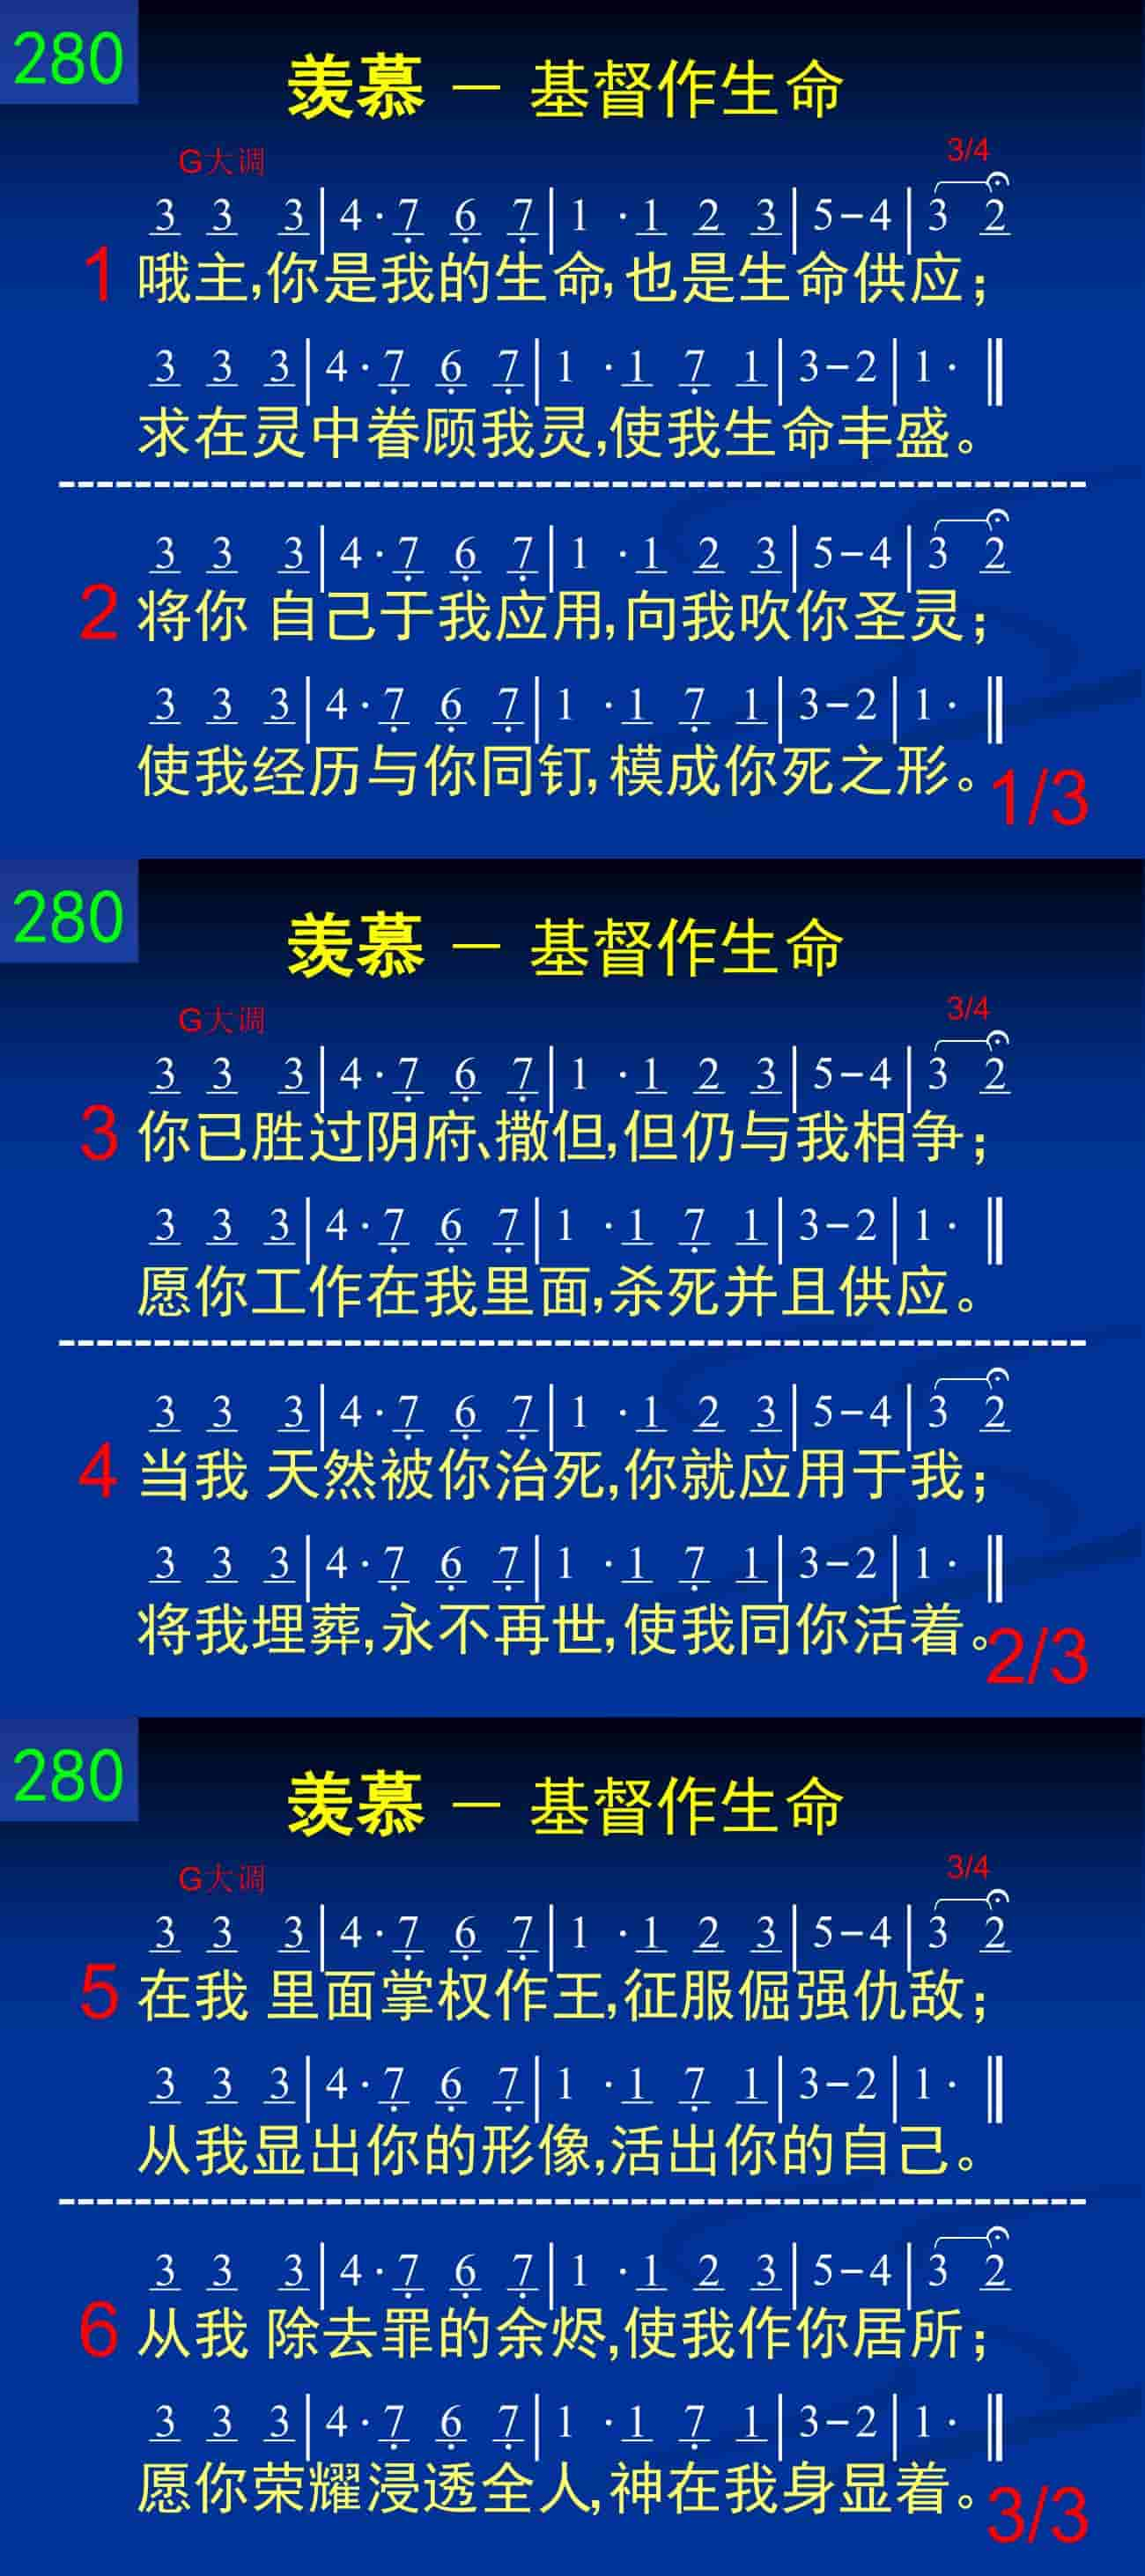 280
羡慕 — 基督作生命
G大调 3/4
3 3 3|4·7 6 7|1 ·1 2 3|5–4|3 2
1 哦主,你是我的生命,也是生命供应;
3 3 3|4·7 6 7|1 ·1 7 1|3–2|1· ‖
求在灵中眷顾我灵,使我生命丰盛。
3 3 3|4·7 6 7|1 ·1 2 3|5–4|3 2
2 将你 自己于我应用,向我吹你圣灵;
3 3 3|4·7 6 7|1 ·1 7 1|3–2|1· ‖
使我经历与你同钉,模成你死之形。
1/3
280
羡慕 — 基督作生命
G大调 3/4
3 3 3|4·7 6 7|1 ·1 2 3|5–4|3 2
3 你已胜过阴府、撒但,但仍与我相争;
3 3 3|4·7 6 7|1 ·1 7 1|3–2|1· ‖
愿你工作在我里面,杀死并且供应。
3 3 3|4·7 6 7|1 ·1 2 3|5–4|3 2
4 当我 天然被你治死,你就应用于我;
3 3 3|4·7 6 7|1 ·1 7 1|3–2|1· ‖
将我埋葬,永不再世,使我同你活着。
2/3
280
羡慕 — 基督作生命
G大调 3/4
3 3 3|4·7 6 7|1 ·1 2 3|5–4|3 2
5 在我 里面掌权作王,征服倔强仇敌;
3 3 3|4·7 6 7|1 ·1 7 1|3–2|1· ‖
从我显出你的形像,活出你的自己。
3 3 3|4·7 6 7|1 ·1 2 3|5–4|3 2
6 从我 除去罪的余烬,使我作你居所;
3 3 3|4·7 6 7|1 ·1 7 1|3–2|1· ‖
愿你荣耀浸透全人,神在我身显着。
3/3